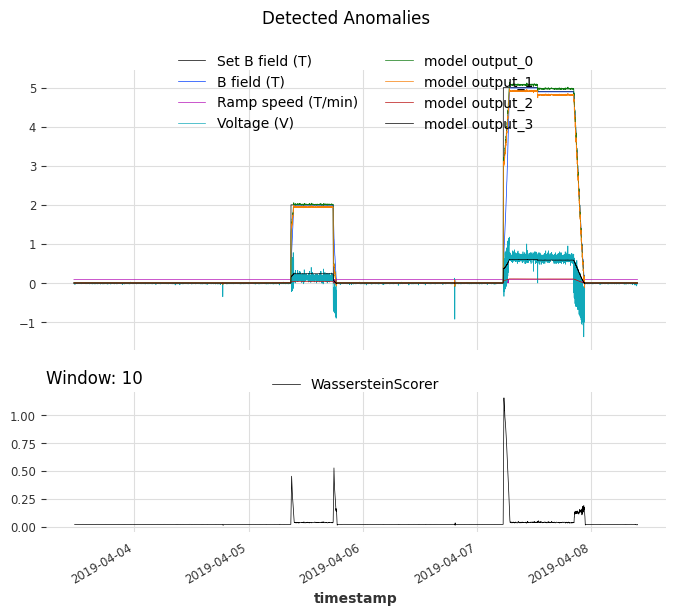 Detected Anomalies
Set B field (T)
B field (T)
Ramp speed (T/min)
Voltage (V)
model output_0
model output_1
model output_2
model output_3
5
4
3
2
1
0
−1
Window: 10
WassersteinScorer
1.00
0.75
0.50
0.25
0.00
2019-04-04
2019-04-05
2019-04-06
2019-04-07
2019-04-08
timestamp